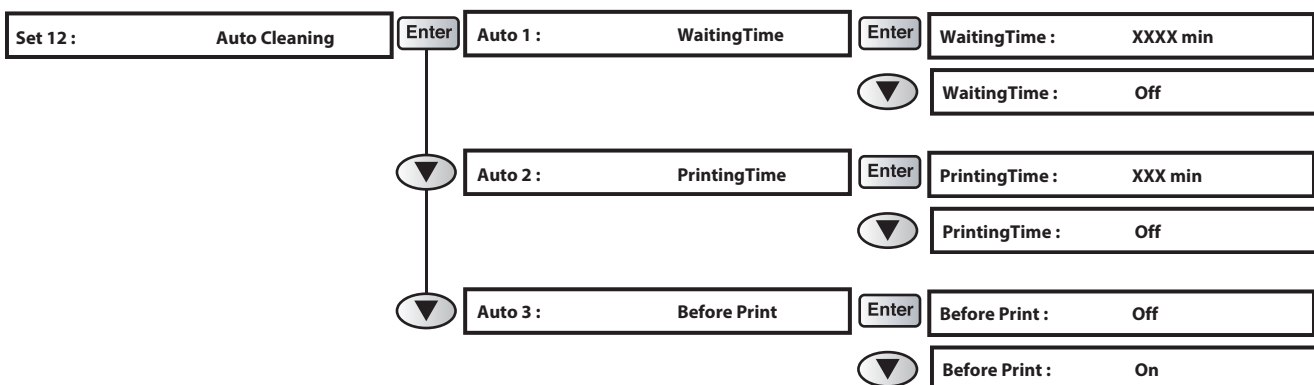 Set 12 : Auto Cleaning Enter Auto 1 : WaitingTime Enter WaitingTime : XXXX min
WaitingTime : Off
Auto 2 : PrintingTime Enter PrintingTime : XXX min
PrintingTime : Off
Auto 3 : Before Print Enter Before Print : Off
Before Print : On